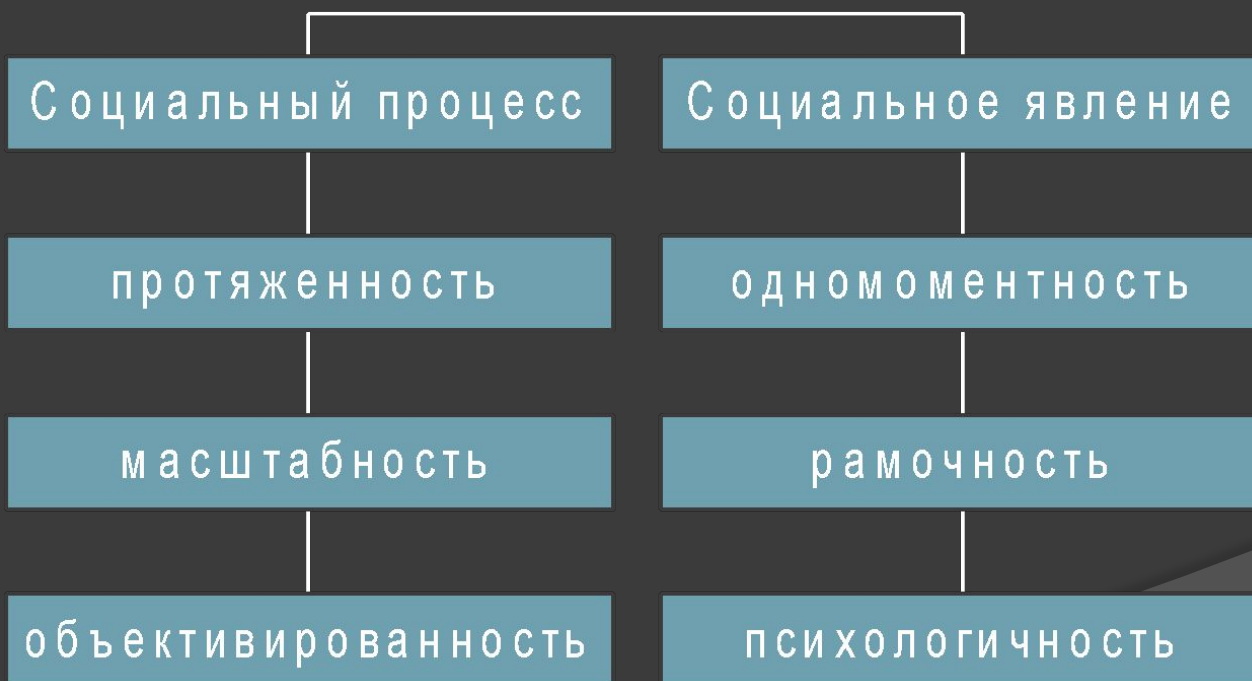 Социальный процесс
Социальное явление
протяженность
одномоментность
масштабность
рамочность
объективированность
психологичность